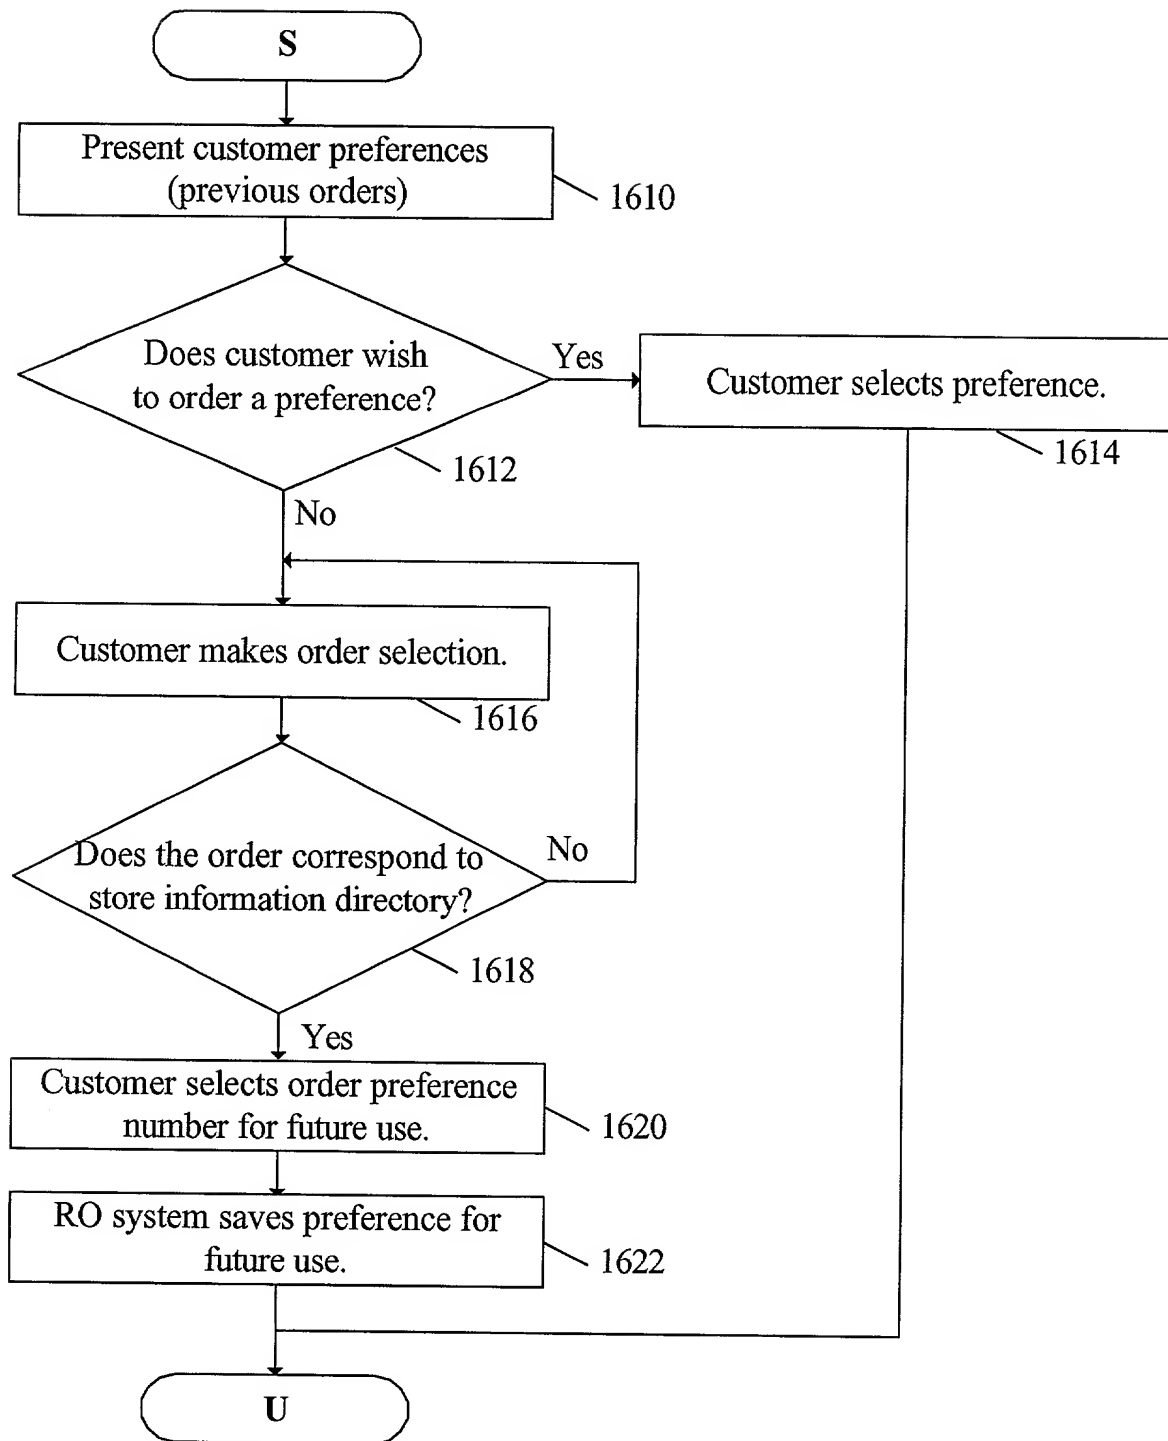 S
Present customer preferences
(previous orders)
1610
Does customer wish
to order a preference?
Yes
1612
Customer selects preference.
1614
No
Customer makes order selection.
1616
Does the order correspond to
store information directory?
No
1618
Yes
Customer selects order preference
number for future use.
1620
RO system saves preference for
future use.
1622
U